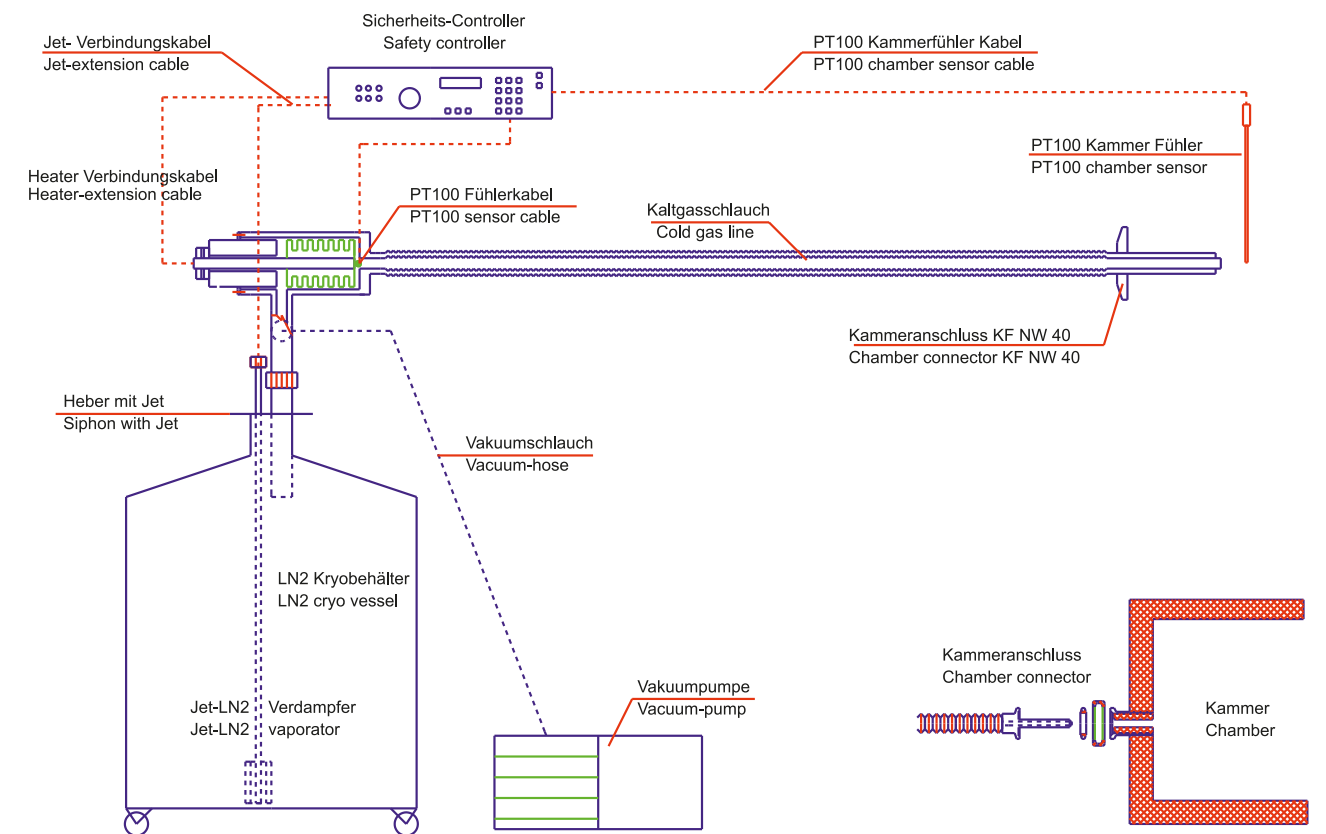 Sicherheits-Controller
Safety controller
Jet- Verbindungskabel
Jet-extension cable
PT100 Kammerfühler Kabel
PT100 chamber sensor cable
PT100 Kammer Fühler
PT100 chamber sensor
Heater Verbindungskabel
Heater-extension cable
PT100 Fühlerkabel
PT100 sensor cable
Kaltgasschlauch
Cold gas line
Kammeranschluss KF NW 40
Chamber connector KF NW 40
Heber mit Jet
Siphon with Jet
Vakuumschlauch
Vacuum-hose
LN2 Kryobehälter
LN2 cryo vessel
Jet-LN2 Verdampfer
Jet-LN2 vaporator
Vakuumpumpe
Vacuum-pump
Kammeranschluss
Chamber connector
Kammer
Chamber